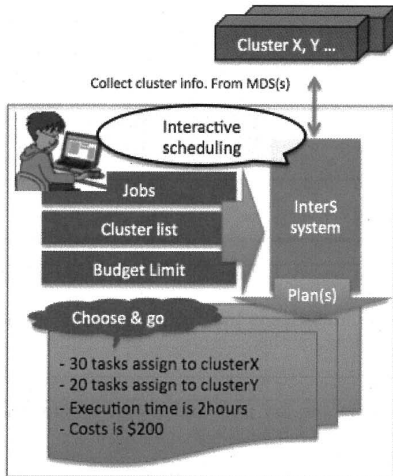 Cluster X, Y ...
Collect cluster info. From MDS(s)
Interactive
scheduling
Jobs
Cluster list
Budget Limit
InterS
system
Plan(s)
Choose & go
- 30 tasks assign to clusterX
- 20 tasks assign to clusterY
- Execution time is 2hours
- Costs is $200